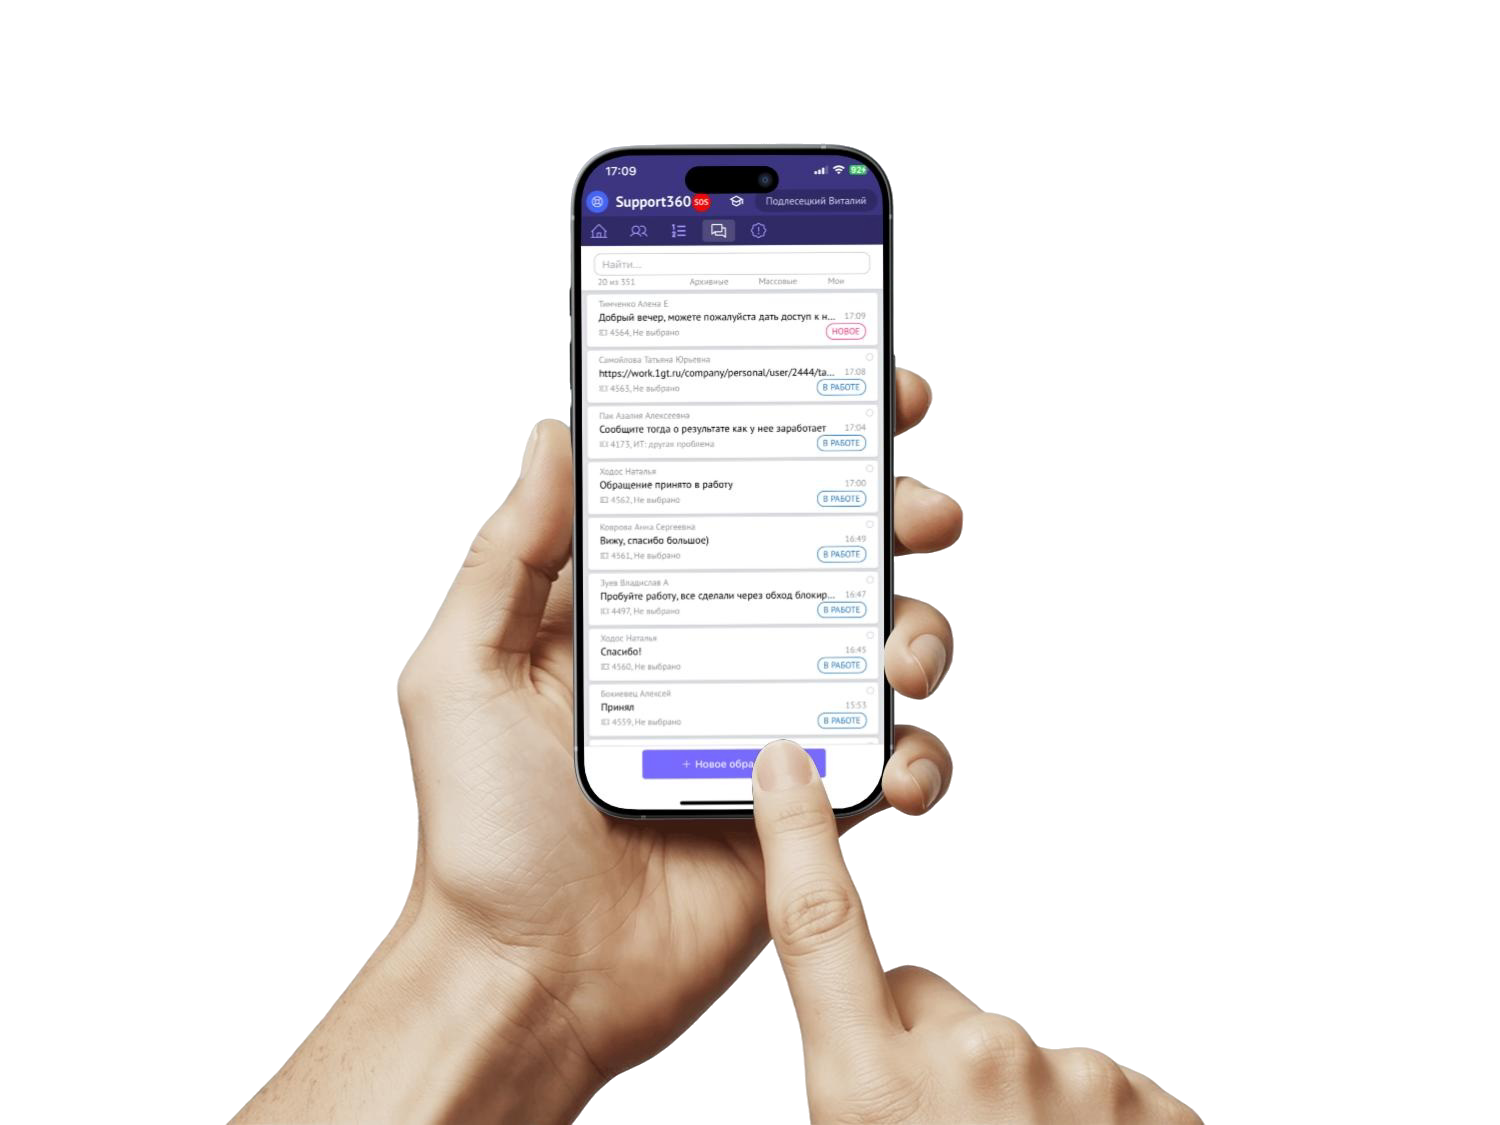 17:09
92+
Support360 SOS
Подлесецкий Виталий
Найти...
20 из 351 Архивные Массовые Мои
Тимченко Алена Е
Добрый вечер, можете пожалуйста дать доступ к н... 17:09
4564, Не выбрано НОВОЕ
Самойлова Татьяна Юрьевна
https://work.1gt.ru/company/personal/user/2444/ta... 17:08
4563, Не выбрано В РАБОТЕ
Пак Азалия Алексеевна
Сообщите тогда о результате как у нее заработает 17:04
4173, ИТ: другая проблема В РАБОТЕ
Ходос Наталья
Обращение принято в работу 17:00
4562, Не выбрано В РАБОТЕ
Коврова Анна Сергеевна
Вижу, спасибо большое) 16:49
4561, Не выбрано В РАБОТЕ
Зуев Владислав А
Пробуйте работу, все сделали через обход блокир... 16:47
4497, Не выбрано В РАБОТЕ
Ходос Наталья
Спасибо! 16:45
4560, Не выбрано В РАБОТЕ
Бокиевец Алексей
Принял 15:53
4559, Не выбрано В РАБОТЕ
+ Новое обра